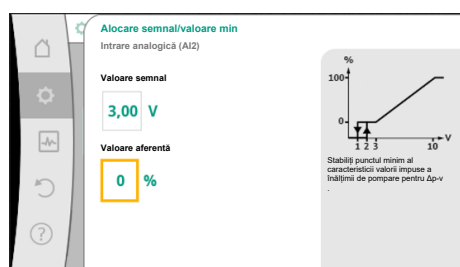 Alocare semnal/valoare min
Intrare analogică (AI2)
Valoare semnal
3,00 V
Valoare aferentă
0 %
%
100
0
1 2 3 10
V
Stabiliți punctul minim al
caracteristicii valorii impuse a
înălțimii de pompare pentru Δp-v
.
?